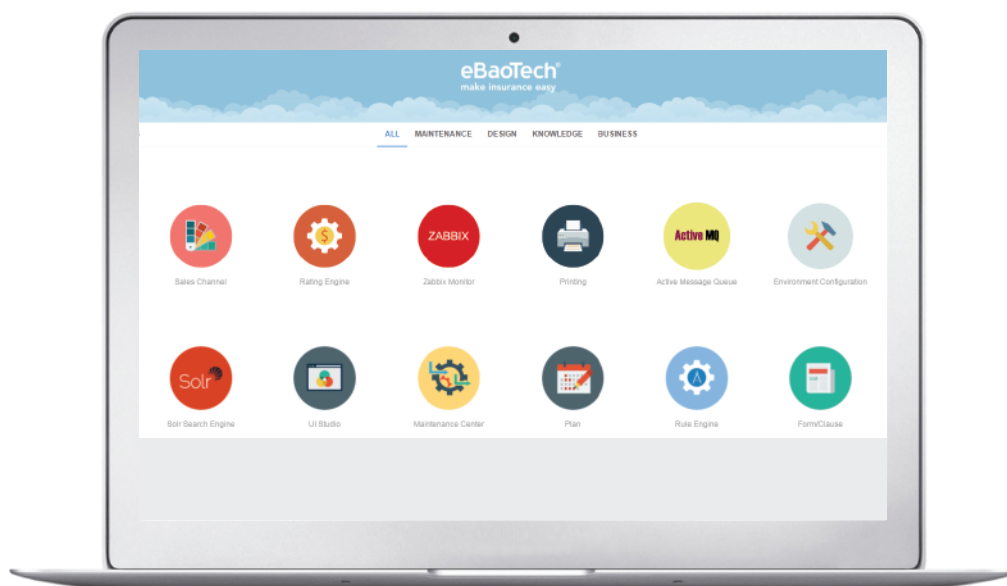 eBaoTech®
make insurance easy
ALL MAINTENANCE DESIGN KNOWLEDGE BUSINESS
ZABBIX
Active MQ
Sales Channel Rating Engine Zabbix Monitor Printing Active Message Queue Environment Configuration
Solr
Solr Search Engine UI Studio Maintenance Center Plan Rule Engine Form/Clause